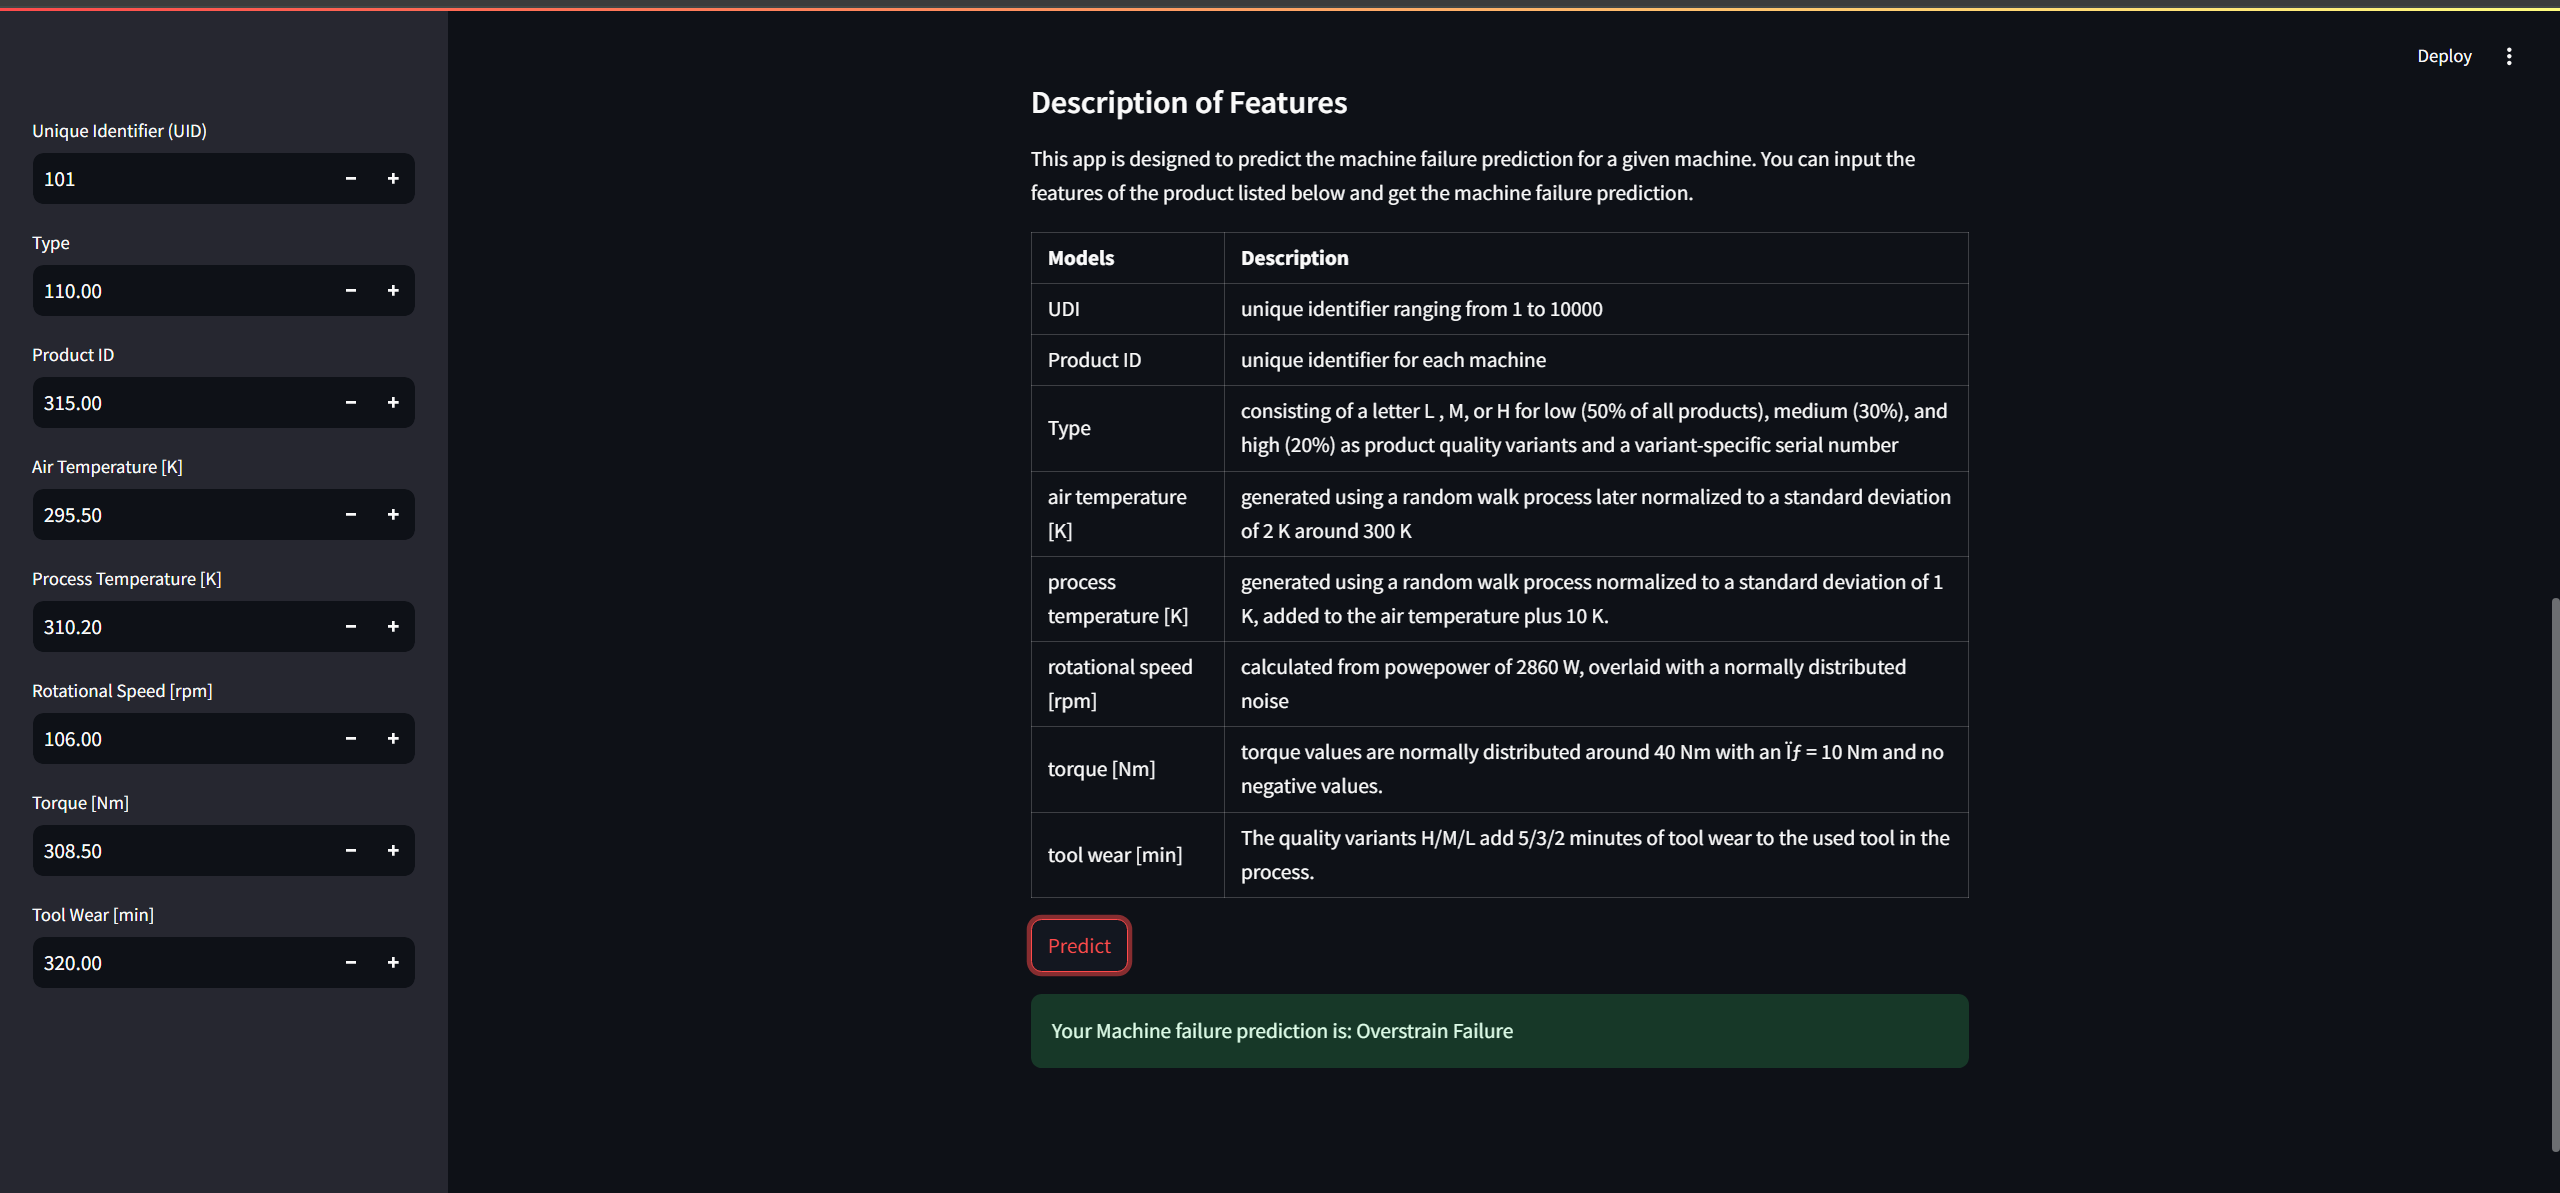 Deploy
Unique Identifier (UID)
101
Type
110.00
Product ID
315.00
Air Temperature [K]
295.50
Process Temperature [K]
310.20
Rotational Speed [rpm]
106.00
Torque [Nm]
308.50
Tool Wear [min]
320.00
Description of Features
This app is designed to predict the machine failure prediction for a given machine. You can input the
features of the product listed below and get the machine failure prediction.
Models Description
UDI unique identifier ranging from 1 to 10000
Product ID unique identifier for each machine
Type consisting of a letter L , M, or H for low (50% of all products), medium (30%), and
high (20%) as product quality variants and a variant-specific serial number
air temperature generated using a random walk process later normalized to a standard deviation
[K] of 2 K around 300 K
process generated using a random walk process normalized to a standard deviation of 1
temperature [K] K, added to the air temperature plus 10 K.
rotational speed calculated from powepower of 2860 W, overlaid with a normally distributed
[rpm] noise
torque [Nm] torque values are normally distributed around 40 Nm with an Ïƒ = 10 Nm and no
negative values.
tool wear [min] The quality variants H/M/L add 5/3/2 minutes of tool wear to the used tool in the
process.
Predict
Your Machine failure prediction is: Overstrain Failure